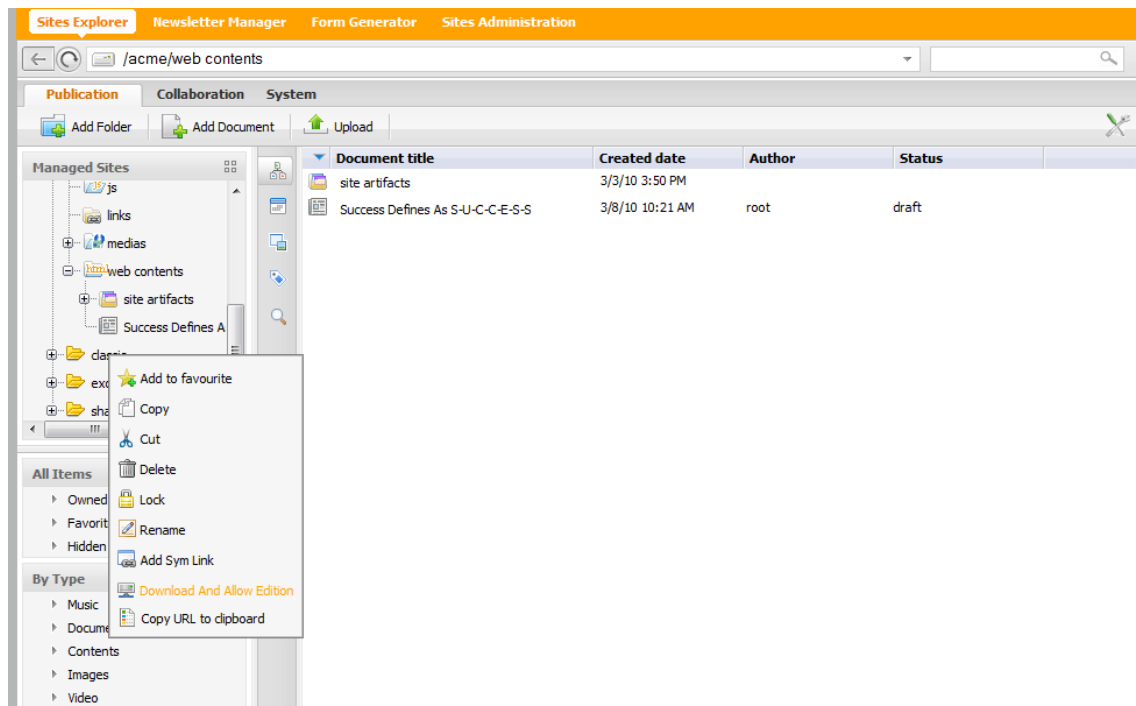 Sites Explorer Newsletter Manager Form Generator Sites Administration
/acme/web contents
Publication Collaboration System
Add Folder Add Document Upload
Managed Sites
js
links
medias
html web contents
site artifacts
Success Defines A
classic
All Items
Owned
Hidden
By Type
Music
Contents
Images
Video
Document title Created date Author Status
site artifacts 3/3/10 3:50 PM
Success Defines As S-U-C-C-E-S-S 3/8/10 10:21 AM root draft
Add to favourite
Copy
Cut
Delete
Lock
Rename
Add Sym Link
Download And Allow Edition
Copy URL to clipboard